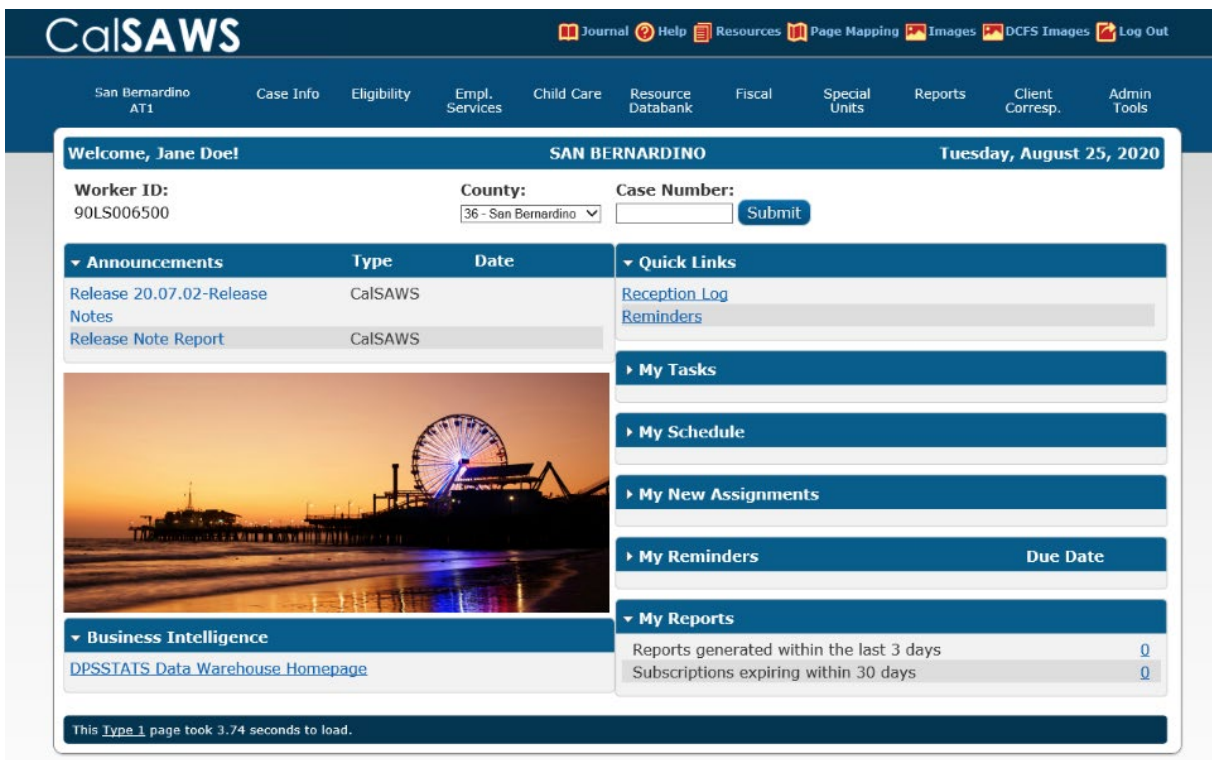 CalSAWS
Journal Help Resources Page Mapping Images DCFS Images Log Out
San Bernardino AT1
Case Info
Eligibility
Empl. Services
Child Care
Resource Databank
Fiscal
Special Units
Reports
Client Corresp.
Admin Tools
Welcome, Jane Doe! SAN BERNARDINO Tuesday, August 25, 2020
Worker ID: County: Case Number:
90LS006500 36 - San Bernardino Submit
Announcements Type Date
Release 20.07.02-Release CalSAWS
Notes
Release Note Report CalSAWS
Business Intelligence
DPSSTATS Data Warehouse Homepage
Quick Links
Reception Log
Reminders
My Tasks
My Schedule
My New Assignments
My Reminders Due Date
My Reports
Reports generated within the last 3 days 0
Subscriptions expiring within 30 days 0
This Type 1 page took 3.74 seconds to load.